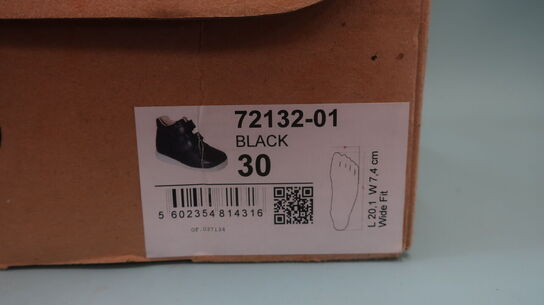 72132-01
BLACK
30
5 602354 814316
L 20,1 W 7,4 cm
Wide Fit